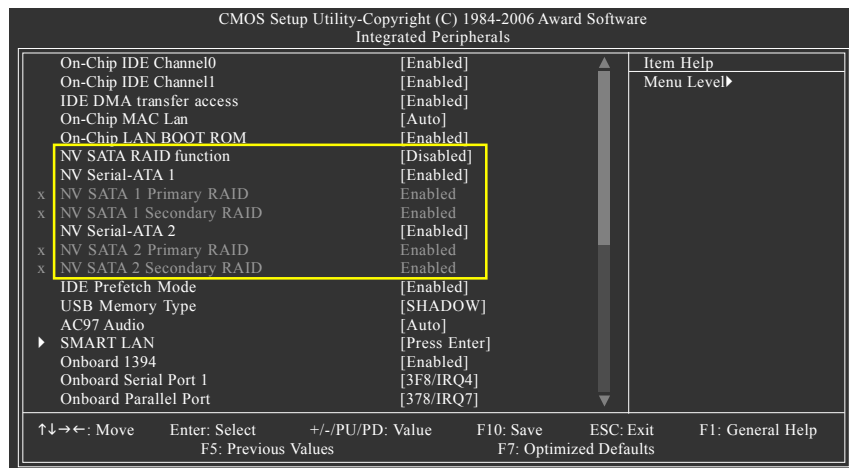 CMOS Setup Utility-Copyright (C) 1984-2006 Award Software
Integrated Peripherals
On-Chip IDE Channel0 [Enabled] Item Help
On-Chip IDE Channel1 [Enabled] Menu Level▶
IDE DMA transfer access [Enabled]
On-Chip MAC Lan [Auto]
On-Chip LAN BOOT ROM [Enabled]
NV SATA RAID function [Disabled]
NV Serial-ATA 1 [Enabled]
x NV SATA 1 Primary RAID Enabled
x NV SATA 1 Secondary RAID Enabled
NV Serial-ATA 2 [Enabled]
x NV SATA 2 Primary RAID Enabled
x NV SATA 2 Secondary RAID Enabled
IDE Prefetch Mode [Enabled]
USB Memory Type [SHADOW]
AC97 Audio [Auto]
▶ SMART LAN [Press Enter]
Onboard 1394 [Enabled]
Onboard Serial Port 1 [3F8/IRQ4]
Onboard Parallel Port [378/IRQ7]
↑↓→←: Move Enter: Select +/-/PU/PD: Value F10: Save ESC: Exit F1: General Help
F5: Previous Values F7: Optimized Defaults